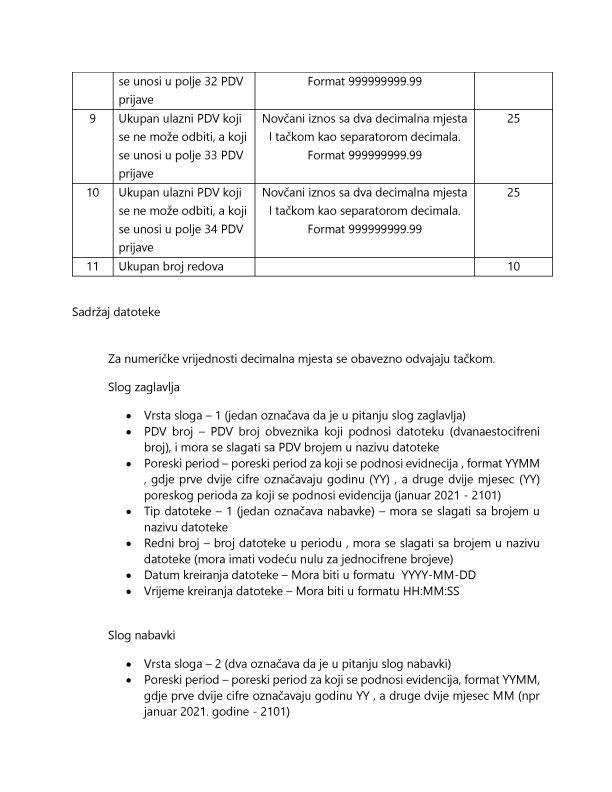 se unosi u polje 32 PDV
prijave
Format 999999999.99
9
Ukupan ulazni PDV koji
se ne može odbiti, a koji
se unosi u polje 33 PDV
prijave
Novčani iznos sa dva decimalna mjesta
I tačkom kao separatorom decimala.
Format 999999999.99
25
10
Ukupan ulazni PDV koji
se ne može odbiti, a koji
se unosi u polje 34 PDV
prijave
Novčani iznos sa dva decimalna mjesta
I tačkom kao separatorom decimala.
Format 999999999.99
25
11
Ukupan broj redova
10
Sadržaj datoteke
Za numeričke vrijednosti decimalna mjesta se obavezno odvajaju tačkom.
Slog zaglavlja
• Vrsta sloga – 1 (jedan označava da je u pitanju slog zaglavlja)
• PDV broj – PDV broj obveznika koji podnosi datoteku (dvanaestocifreni
broj), i mora se slagati sa PDV brojem u nazivu datoteke
• Poreski period – poreski period za koji se podnosi evidnecija , format YYMM
, gdje prve dvije cifre označavaju godinu (YY) , a druge dvije mjesec (YY)
poreskog perioda za koji se podnosi evidencija (januar 2021 - 2101)
• Tip datoteke – 1 (jedan označava nabavke) – mora se slagati sa brojem u
nazivu datoteke
• Redni broj – broj datoteke u periodu , mora se slagati sa brojem u nazivu
datoteke (mora imati vodeću nulu za jednocifrene brojeve)
• Datum kreiranja datoteke – Mora biti u formatu  YYYY-MM-DD
• Vrijeme kreiranja datoteke – Mora biti u formatu HH:MM:SS
Slog nabavki
• Vrsta sloga – 2 (dva označava da je u pitanju slog nabavki)
• Poreski period – poreski period za koji se podnosi evidencija, format YYMM,
gdje prve dvije cifre označavaju godinu YY , a druge dvije mjesec MM (npr
januar 2021. godine - 2101)